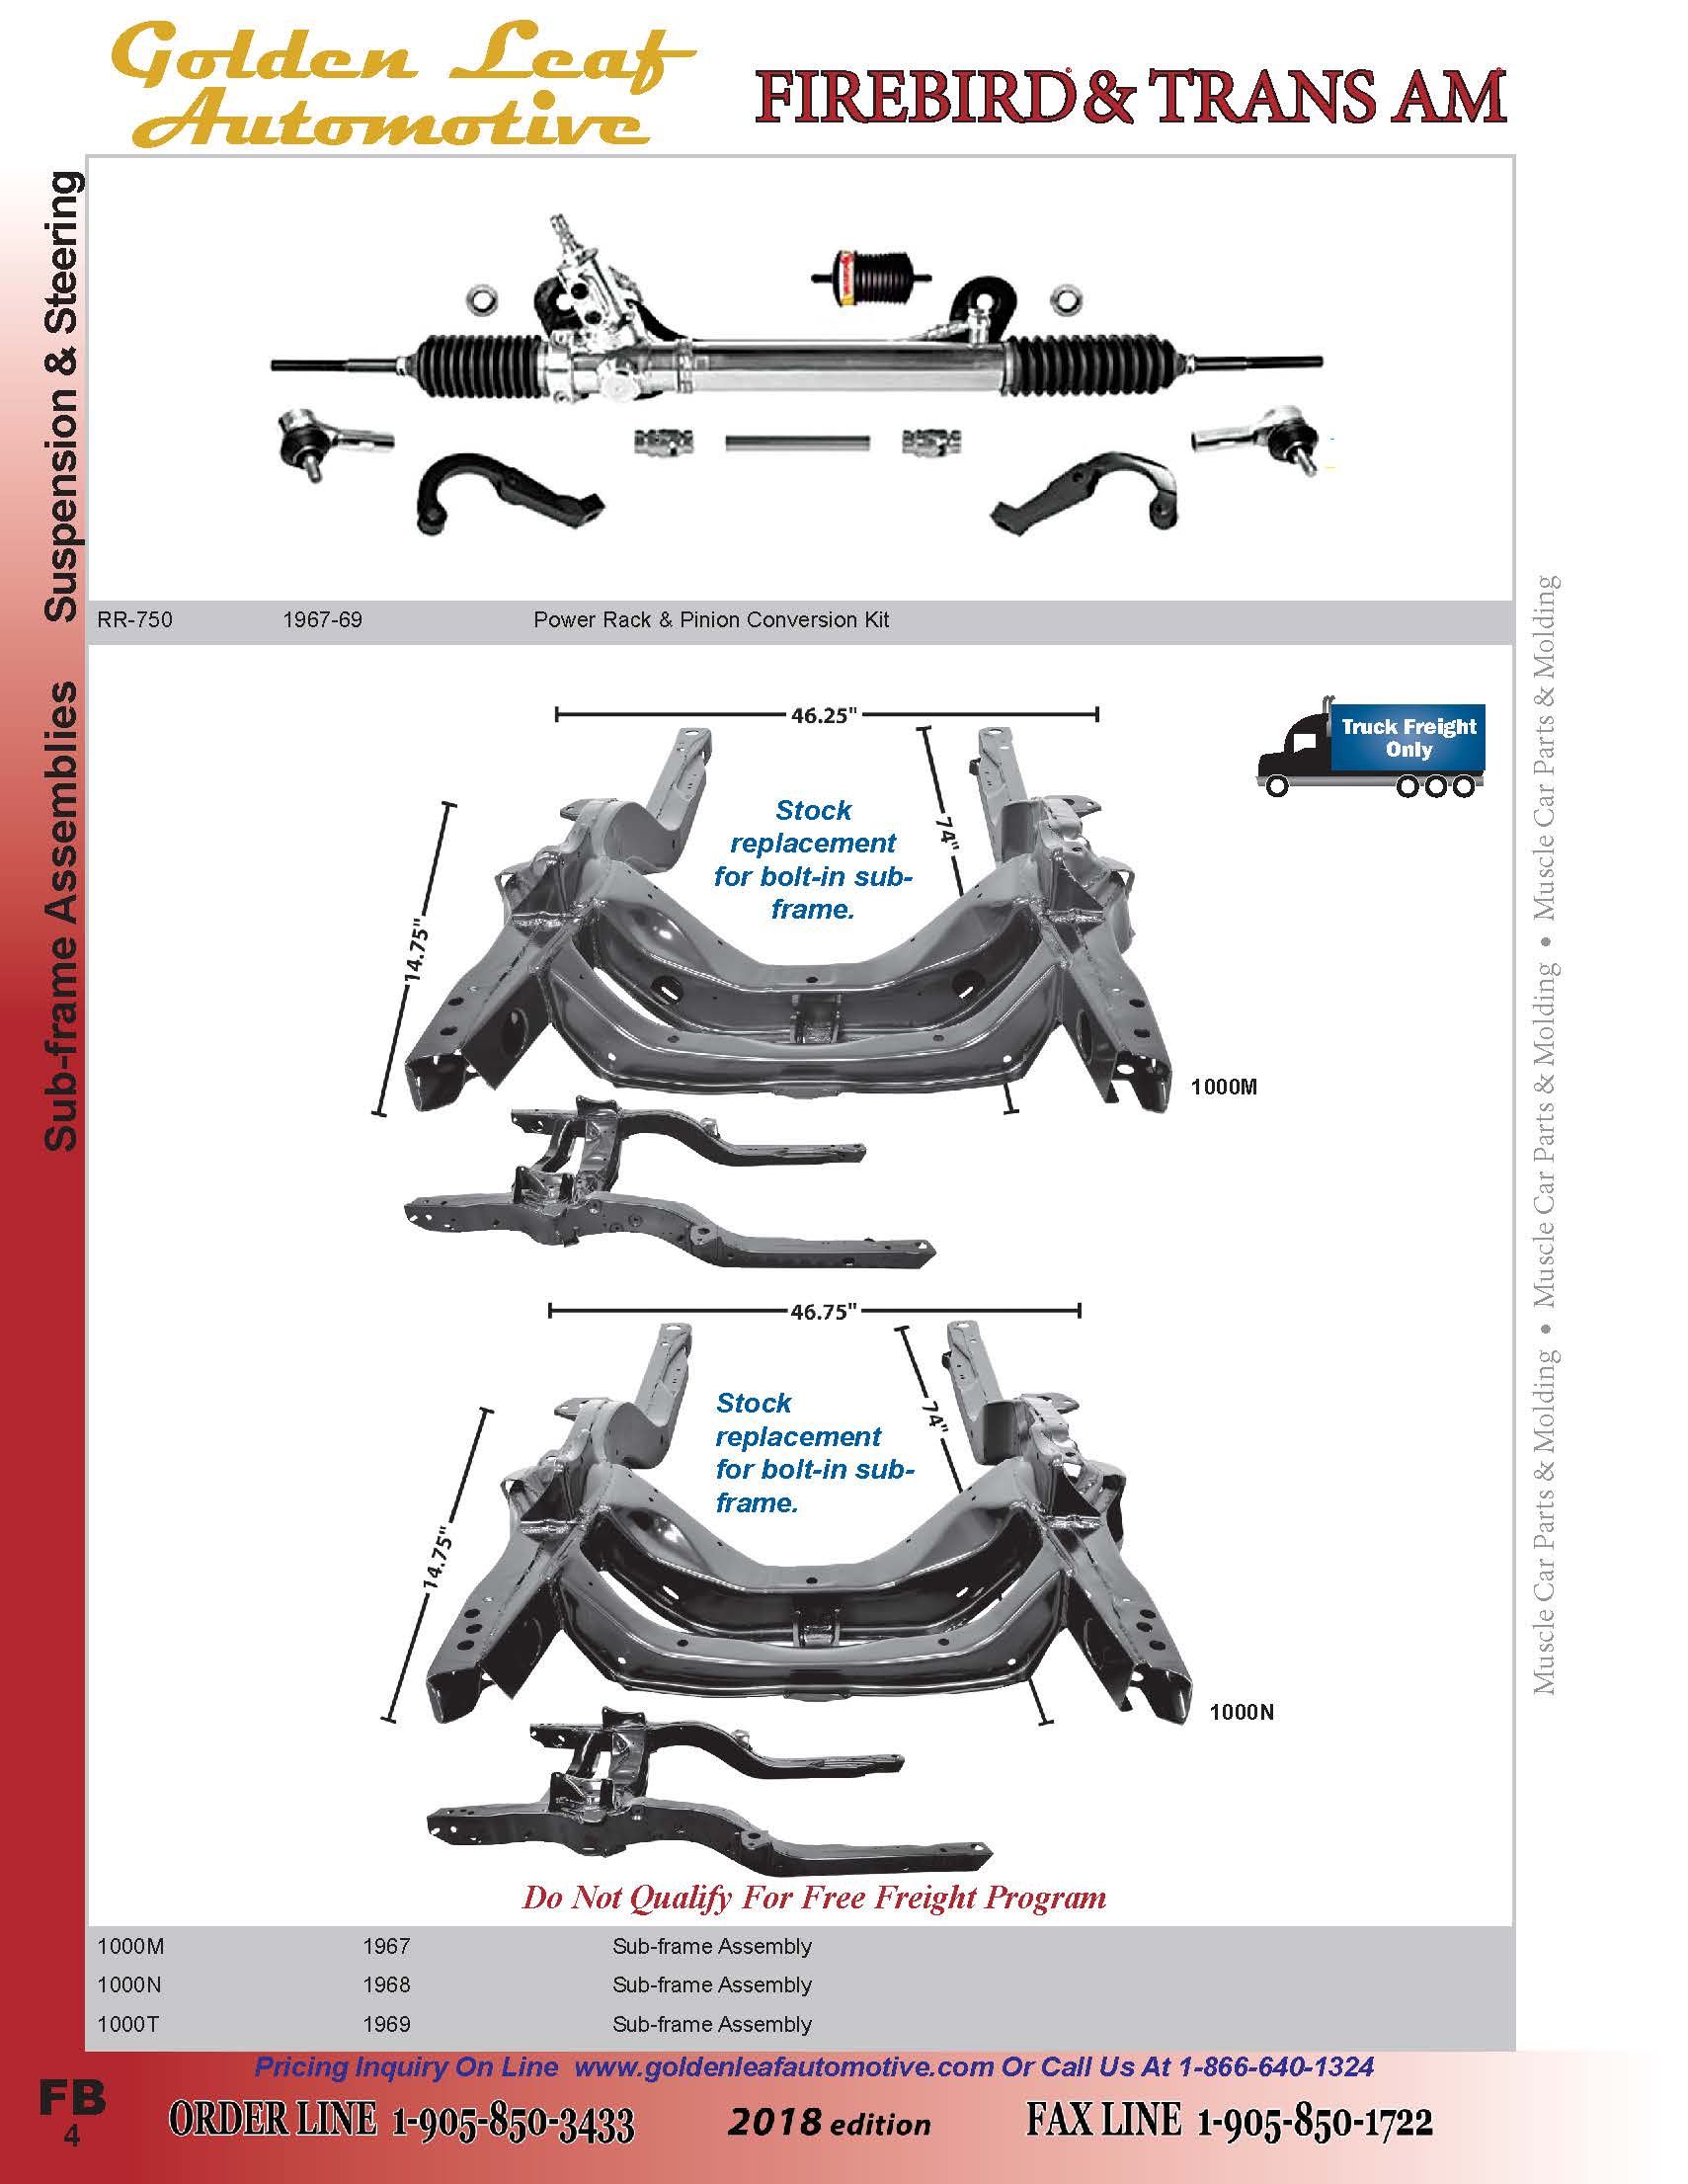 Golden Leaf
Automotive
FIREBIRD & TRANS AM
Suspension & Steering
Sub-frame Assemblies
RR-750 1967-69 Power Rack & Pinion Conversion Kit
46.25"
Truck Freight
Only
Stock
replacement
for bolt-in sub-
frame.
74"
14.75"
1000M
46.75"
Stock
replacement
for bolt-in sub-
frame.
74"
14.75"
1000N
Do Not Qualify For Free Freight Program
1000M 1967 Sub-frame Assembly
1000N 1968 Sub-frame Assembly
1000T 1969 Sub-frame Assembly
Muscle Car Parts & Molding • Muscle Car Parts & Molding • Muscle Car Parts & Molding
Pricing Inquiry On Line www.goldenleafautomotive.com Or Call Us At 1-866-640-1324
FB
4
ORDER LINE 1-905-850-3433
2018 edition
FAX LINE 1-905-850-1722